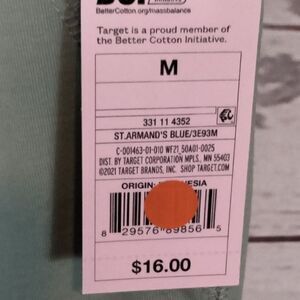 BetterCotton.org/massbalance
Target is a proud member of
the Better Cotton Initiative.
M
331 11 4352
ST.ARMAND'S BLUE/3E93M
C-001463-01-010 WF21_50A01-0025
DIST. BY TARGET CORPORATION MPLS, MN 55403
©2021 TARGET BRANDS, INC. SHOP TARGET.COM
ORIGIN:
8 29576 89856 5
$16.00